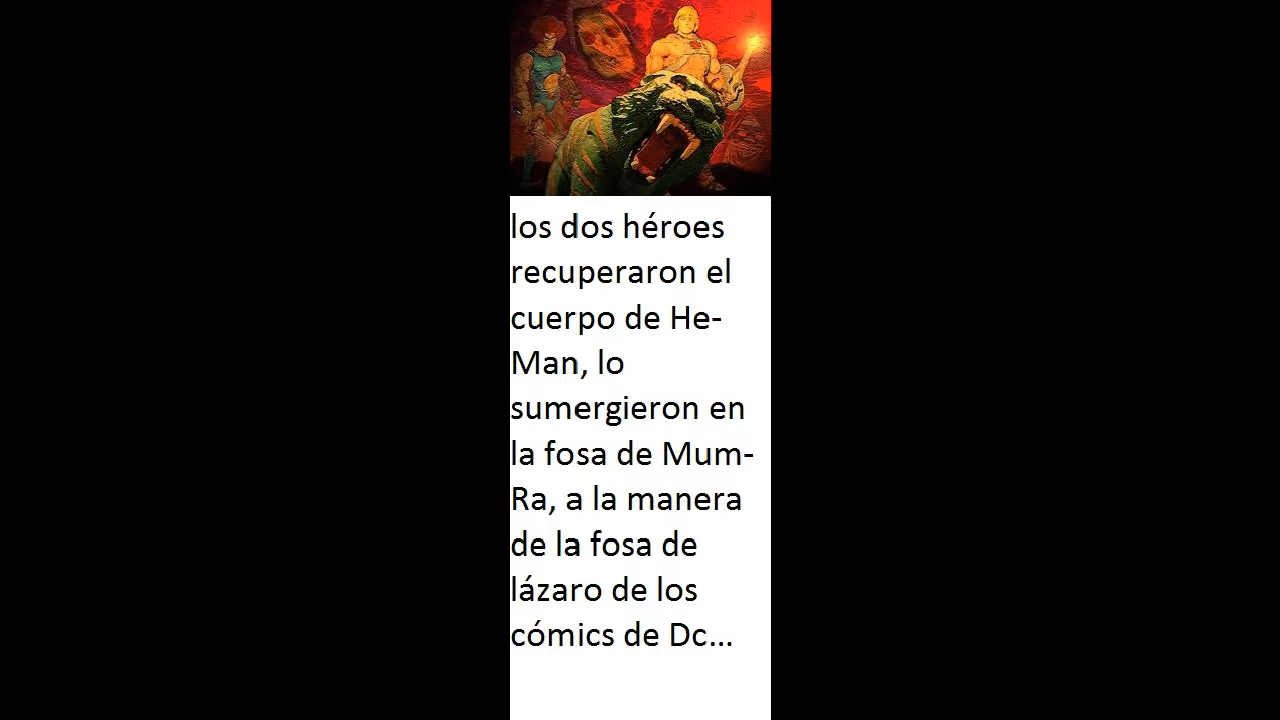 los dos héroes
recuperaron el
cuerpo de He-
Man, lo
sumergieron en
la fosa de Mum-
Ra, a la manera
de la fosa de
lázaro de los
cómics de Dc...